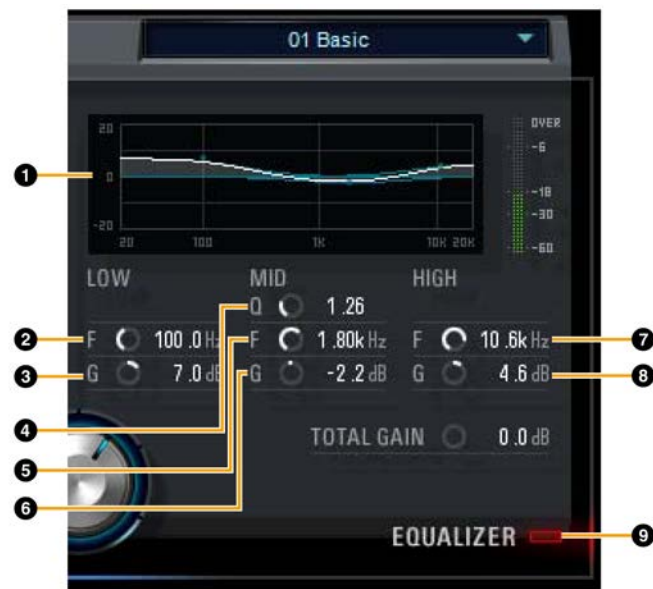 01 Basic
20
0
-20
20 100 1K 10K 20K
OVER
-6
-18
-30
-60
1
LOW MID HIGH
Q 1.26
2 F 100.0 Hz F 1.80k Hz F 10.6k Hz 7
3 G 7.0 dB G -2.2 dB G 4.6 dB 8
4
5
6
TOTAL GAIN 0.0 dB
EQUALIZER 9